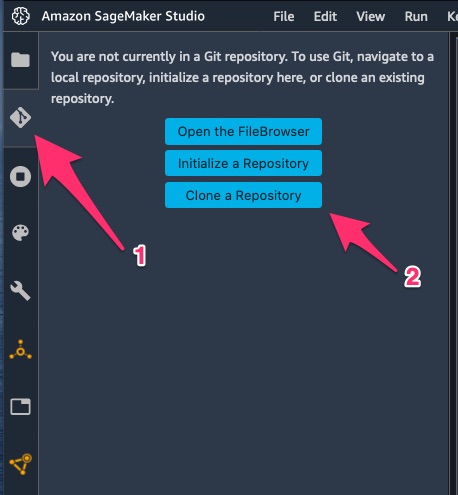 Amazon SageMaker Studio File Edit View Run
You are not currently in a Git repository. To use Git, navigate to a
local repository, initialize a repository here, or clone an existing
repository.
Open the FileBrowser
Initialize a Repository
Clone a Repository
1
2